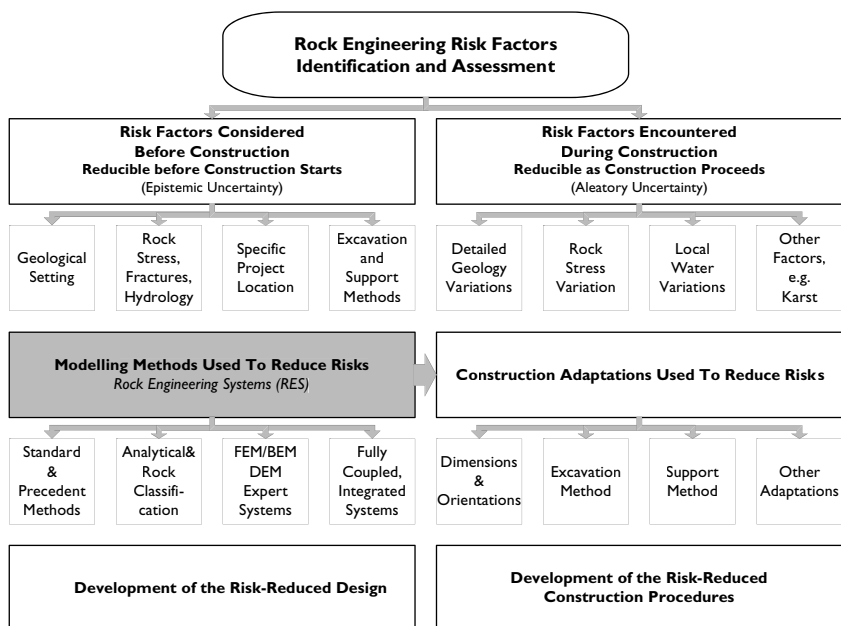 Rock Engineering Risk Factors
Identification and Assessment
Risk Factors Considered
Before Construction
Reducible before Construction Starts
(Epistemic Uncertainty)
Risk Factors Encountered
During Construction
Reducible as Construction Proceeds
(Aleatory Uncertainty)
Geological
Setting
Rock
Stress,
Fractures,
Hydrology
Specific
Project
Location
Excavation
and
Support
Methods
Detailed
Geology
Variations
Rock
Stress
Variation
Local
Water
Variations
Other
Factors,
e.g.
Karst
Modelling Methods Used To Reduce Risks
Rock Engineering Systems (RES)
Construction Adaptations Used To Reduce Risks
Standard
&
Precedent
Methods
Analytical&
Rock
Classifi-
cation
FEM/BEM
DEM
Expert
Systems
Fully
Coupled,
Integrated
Systems
Dimensions
&
Orientations
Excavation
Method
Support
Method
Other
Adaptations
Development of the Risk-Reduced Design
Development of the Risk-Reduced
Construction Procedures